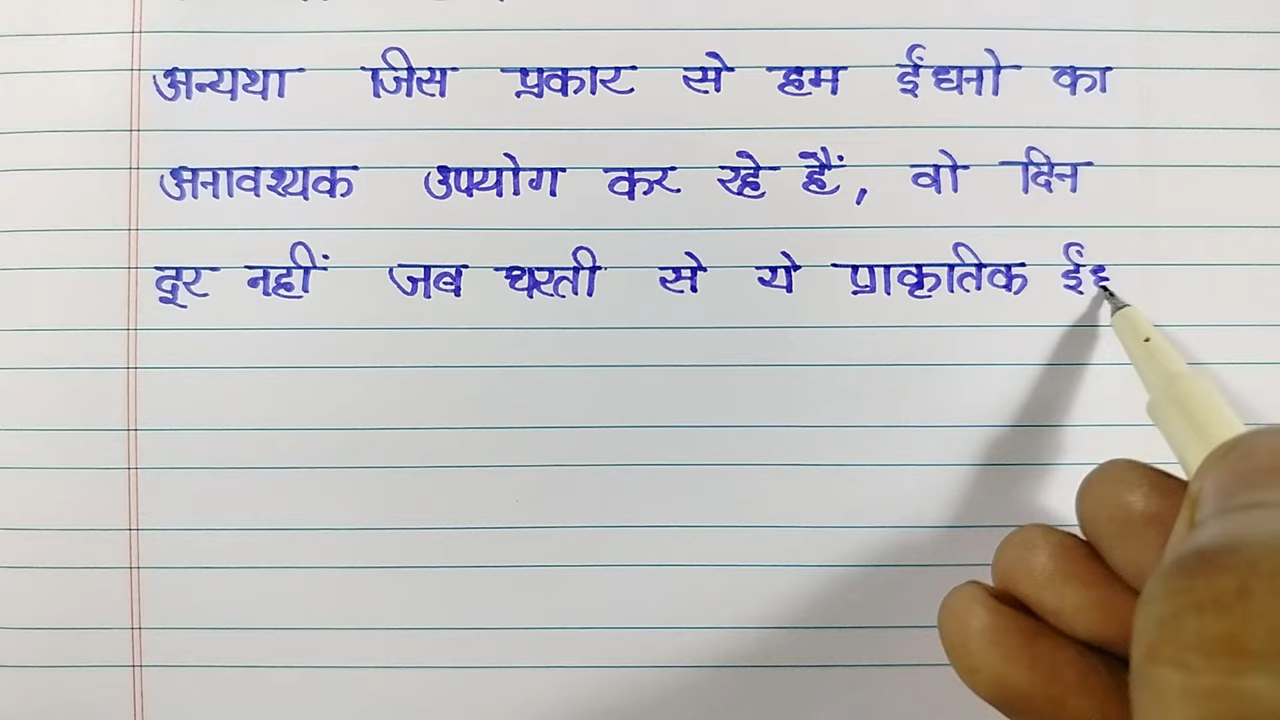 अन्यथा जिस प्रकार से हम ईंधनो का
अनावश्यक उपयोग कर रहे हैं, वो दिन
दूर नहीं जब धरती से ये प्राकृतिक